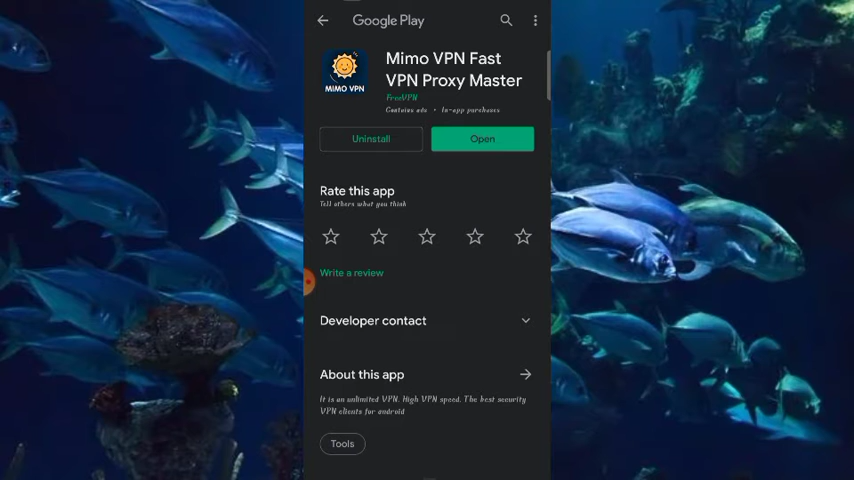 Google Play
Mimo VPN Fast
VPN Proxy Master
MIMO VPN
FreeVPN
Contains ads • In-app purchases
Uninstall
Open
Rate this app
Tell others what you think
Write a review
Developer contact
About this app
It is an unlimited VPN. High VPN speed. The best security
VPN clients for android
Tools